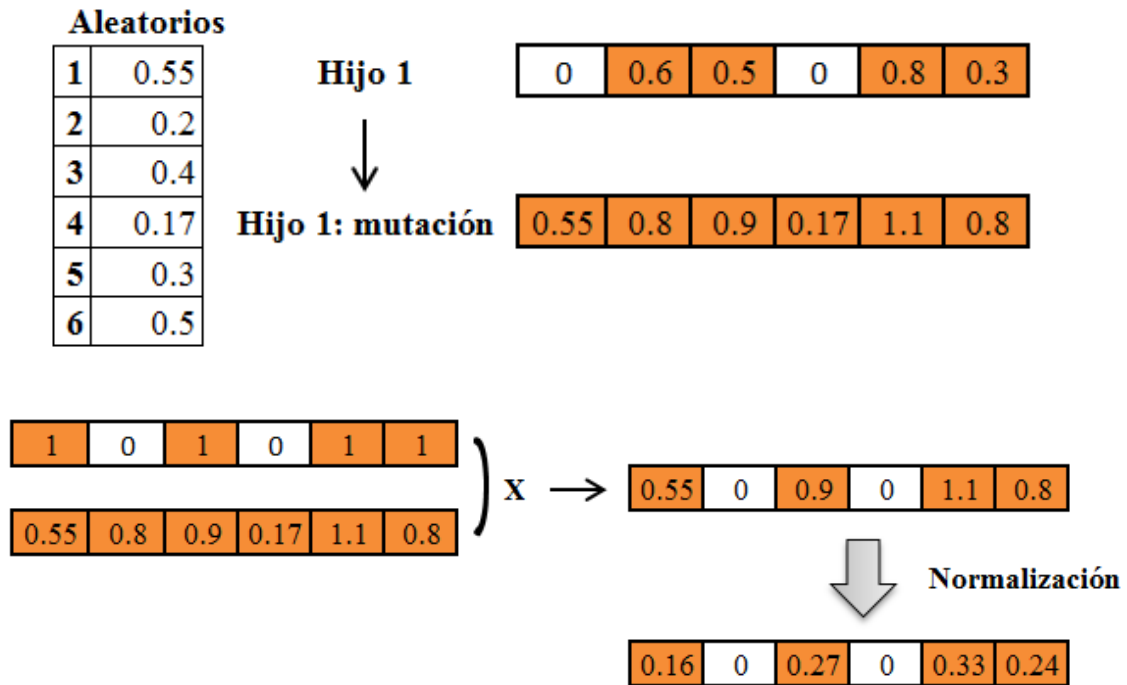 Aleatorios
1 0.55
2 0.2
3 0.4
4 0.17
5 0.3
6 0.5
Hijo 1 0 0.6 0.5 0 0.8 0.3
Hijo 1: mutación 0.55 0.8 0.9 0.17 1.1 0.8
1 0 1 0 1 1
0.55 0.8 0.9 0.17 1.1 0.8
X
0.55 0 0.9 0 1.1 0.8
Normalización
0.16 0 0.27 0 0.33 0.24